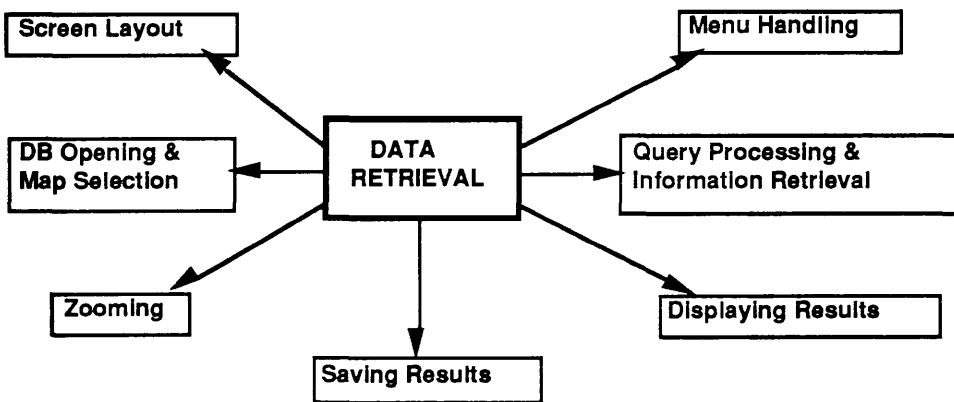 Screen Layout
Menu Handling
DB Opening &
Map Selection
DATA
RETRIEVAL
Query Processing &
Information Retrieval
Zooming
Displaying Results
Saving Results